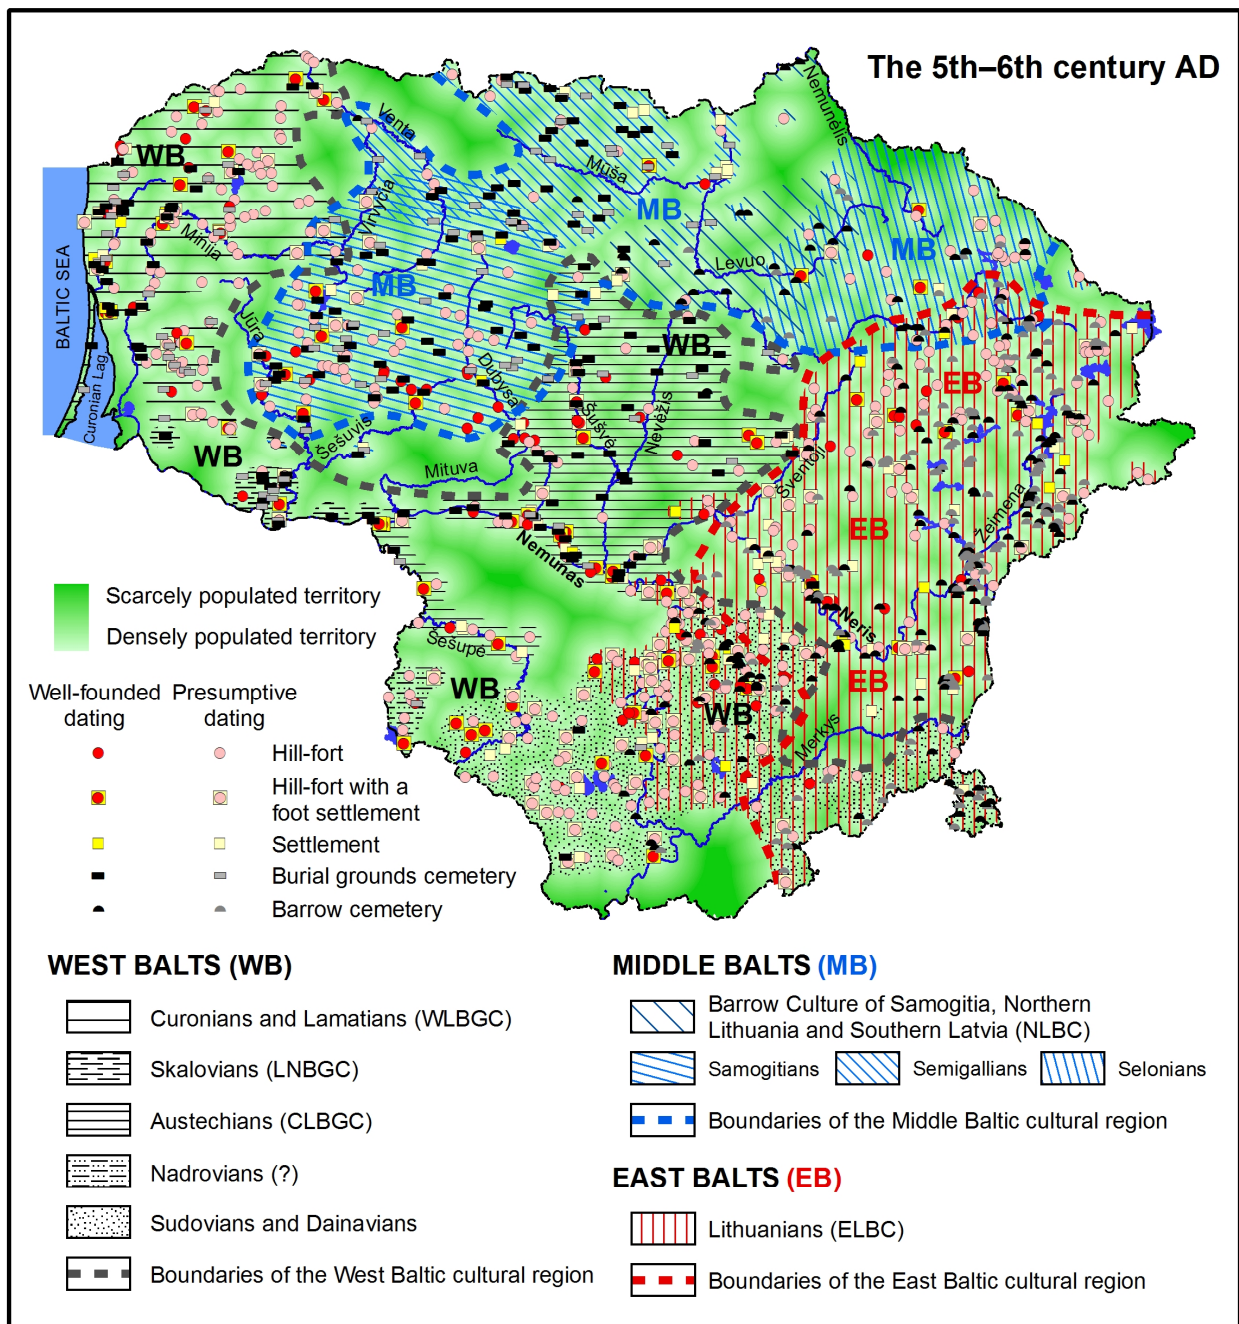 The 5th–6th century AD
Nemunėlis
Venta
WB
Mūša
Virvyčia
MB
Minija
MB
Levuo
BALTIC SEA
MB
Jūra
WB
Curonian Lag.
Dubysa
EB
Šušvė
Nevėžis
Šešuvis
WB
Mituva
Šventoji
Žeimena
EB
Nemunas
Scarcely populated territory
Densely populated territory
Neris
Šešupė
EB
WB
WB
Merkys
Well-founded dating
Presumptive dating
Hill-fort
Hill-fort with a
foot settlement
Settlement
Burial grounds cemetery
Barrow cemetery
WEST BALTS (WB)
Curonians and Lamatians (WLBGC)
Skalovians (LNBGC)
Austechians (CLBGC)
Nadrovians (?)
Sudovians and Dainavians
Boundaries of the West Baltic cultural region
MIDDLE BALTS (MB)
Barrow Culture of Samogitia, Northern
Lithuania and Southern Latvia (NLBC)
Samogitians
Semigallians
Selonians
Boundaries of the Middle Baltic cultural region
EAST BALTS (EB)
Lithuanians (ELBC)
Boundaries of the East Baltic cultural region